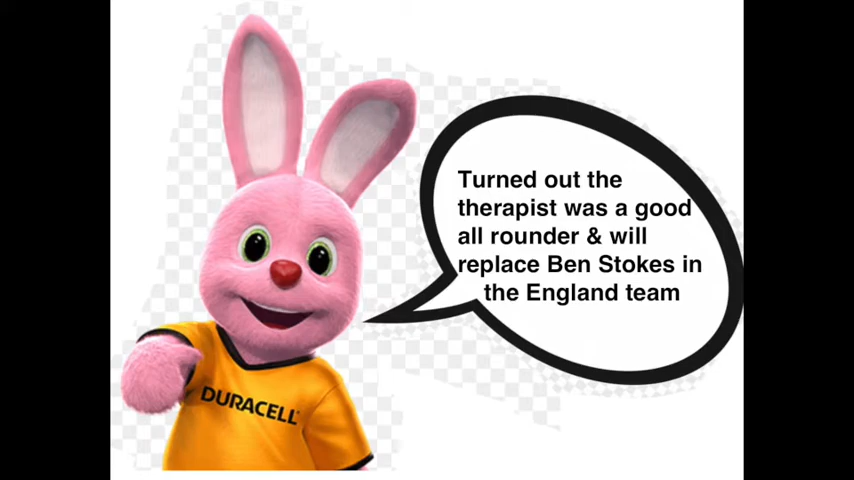 Turned out the
therapist was a good
all rounder & will
replace Ben Stokes in
the England team
DURACELL